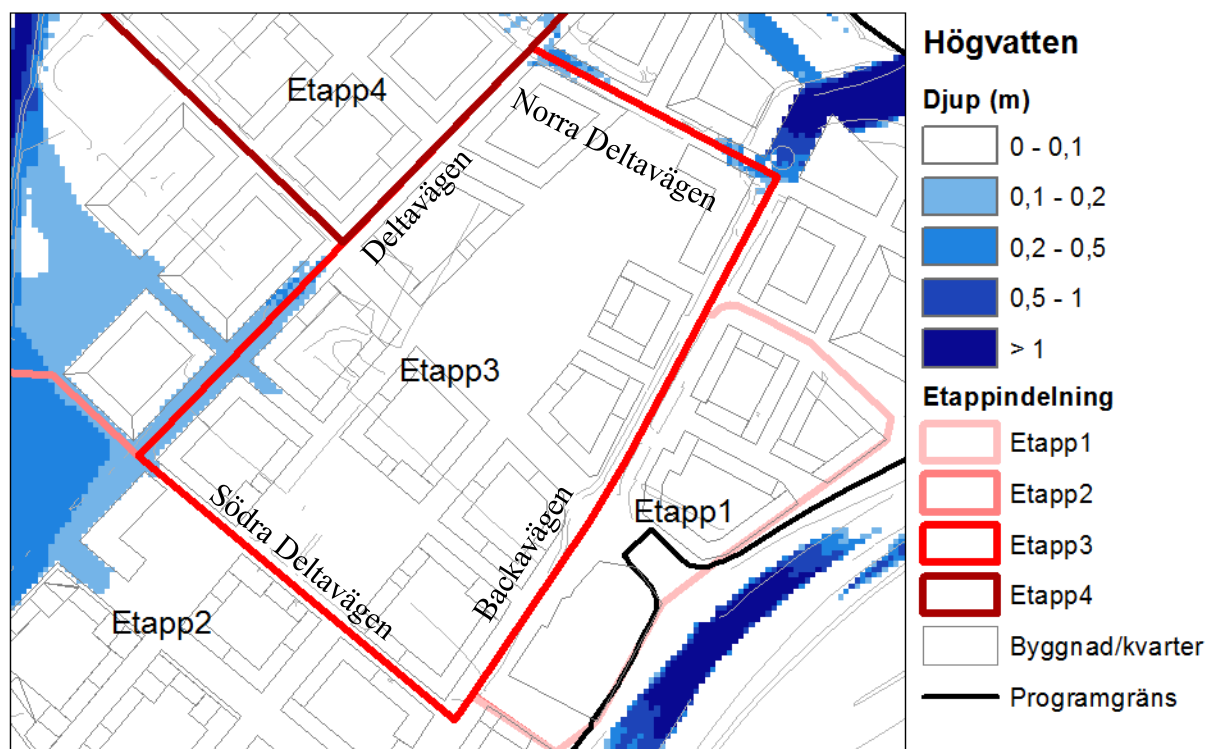 Etapp4
Norra Deltavägen
Deltavägen
Etapp3
Etapp1
Södra Deltavägen
Backavägen
Etapp2
Högvatten
Djup (m)
0 - 0,1
0,1 - 0,2
0,2 - 0,5
0,5 - 1
> 1
Etappindelning
Etapp1
Etapp2
Etapp3
Etapp4
Byggnad/kvarter
Programgräns